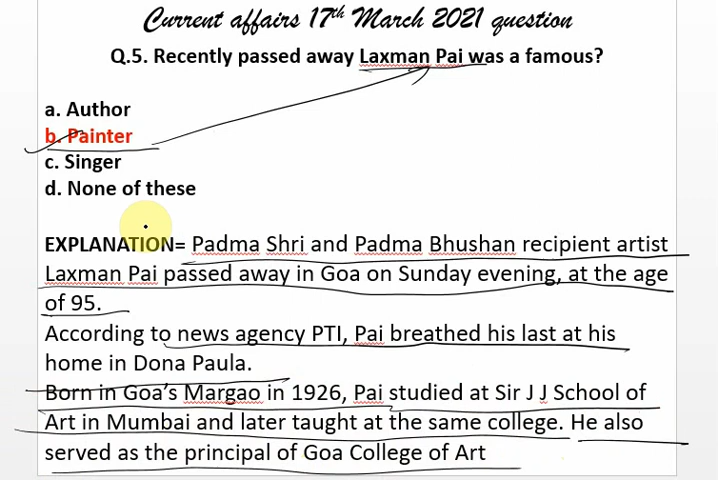 Current affairs 17th March 2021 question
Q.5. Recently passed away Laxman Pai was a famous?
a. Author
b. Painter
c. Singer
d. None of these
EXPLANATION= Padma Shri and Padma Bhushan recipient artist
Laxman Pai passed away in Goa on Sunday evening, at the age
of 95.
According to news agency PTI, Pai breathed his last at his
home in Dona Paula.
Born in Goa’s Margao in 1926, Pai studied at Sir J J School of
Art in Mumbai and later taught at the same college. He also
served as the principal of Goa College of Art